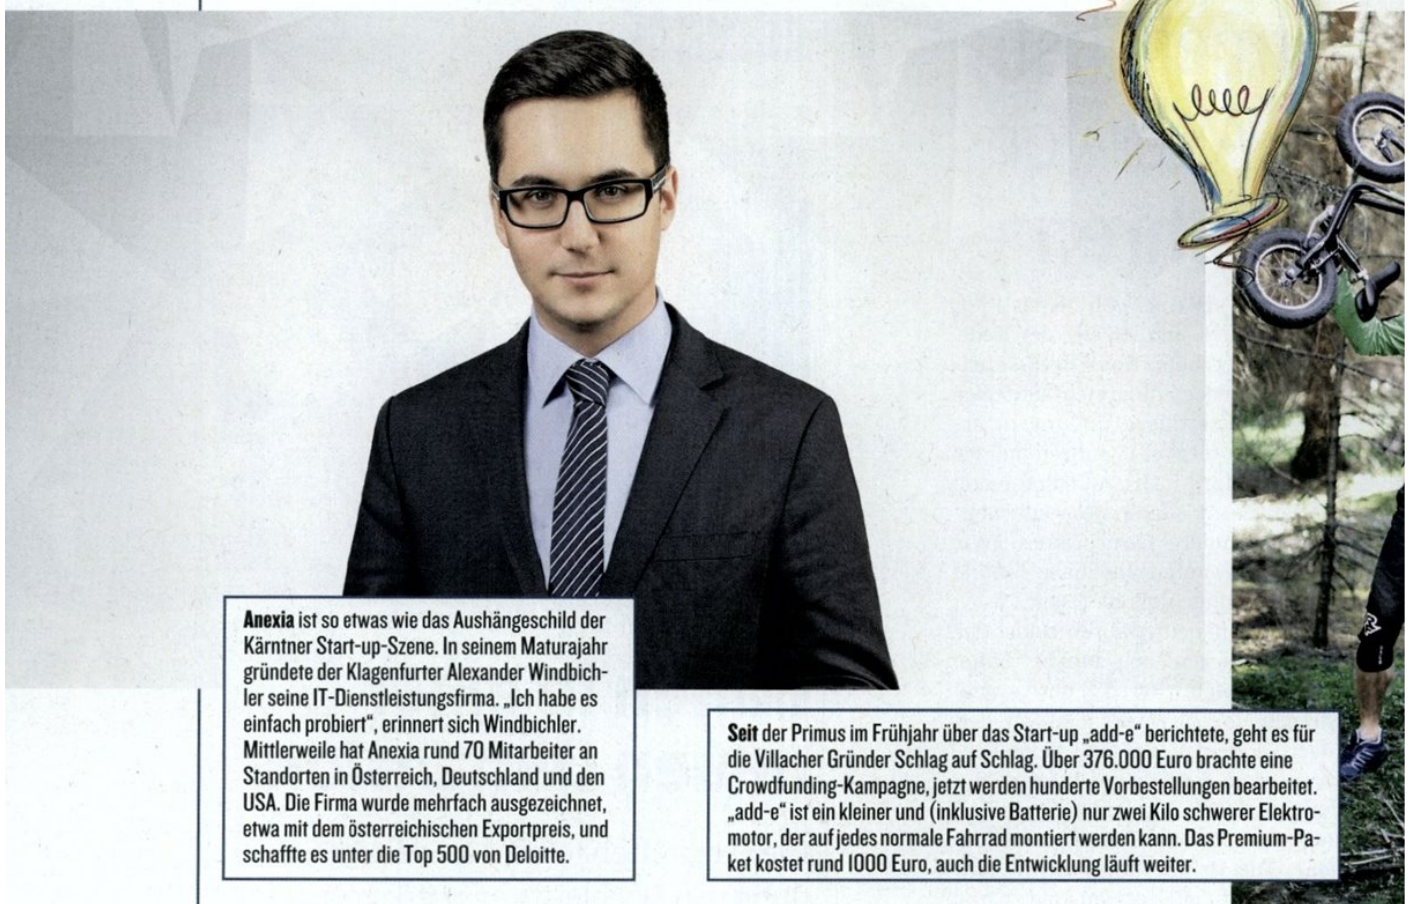 Anexia ist so etwas wie das Aushängeschild der
Kärntner Start-up-Szene. In seinem Maturajahr
gründete der Klagenfurter Alexander Windbich-
ler seine IT-Dienstleistungsfirma. „Ich habe es
einfach probiert“, erinnert sich Windbichler.
Mittlerweile hat Anexia rund 70 Mitarbeiter an
Standorten in Österreich, Deutschland und den
USA. Die Firma wurde mehrfach ausgezeichnet,
etwa mit dem österreichischen Exportpreis, und
schaffte es unter die Top 500 von Deloitte.
Seit der Primus im Frühjahr über das Start-up „add-e“ berichtete, geht es für
die Villacher Gründer Schlag auf Schlag. Über 376.000 Euro brachte eine
Crowdfunding-Kampagne, jetzt werden hunderte Vorbestellungen bearbeitet.
„add-e“ ist ein kleiner und (inklusive Batterie) nur zwei Kilo schwerer Elektro-
motor, der auf jedes normale Fahrrad montiert werden kann. Das Premium-Pa-
ket kostet rund 1000 Euro, auch die Entwicklung läuft weiter.